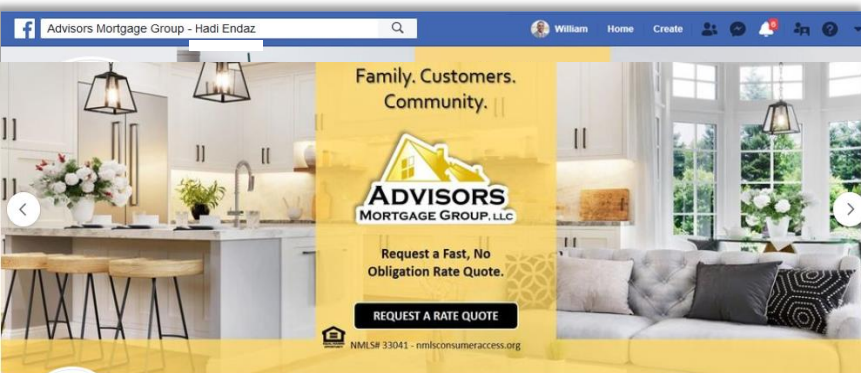 f Advisors Mortgage Group - Hadi Endaz William Home Create 8
Family. Customers.
Community.
ADVISORS
MORTGAGE GROUP, LLC
Request a Fast, No
Obligation Rate Quote.
REQUEST A RATE QUOTE
NMLS# 33041 - nmlsconsumeraccess.org